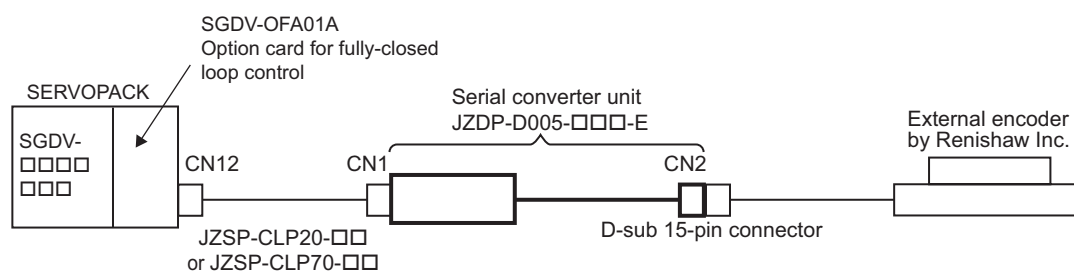 SGDV-OFA01A
Option card for fully-closed
loop control
SERVOPACK
SGDV-
□□□□
□□□
Serial converter unit
JZDP-D005-□□□-E
External encoder
by Renishaw Inc.
CN12
CN1
CN2
D-sub 15-pin connector
JZSP-CLP20-□□
or JZSP-CLP70-□□